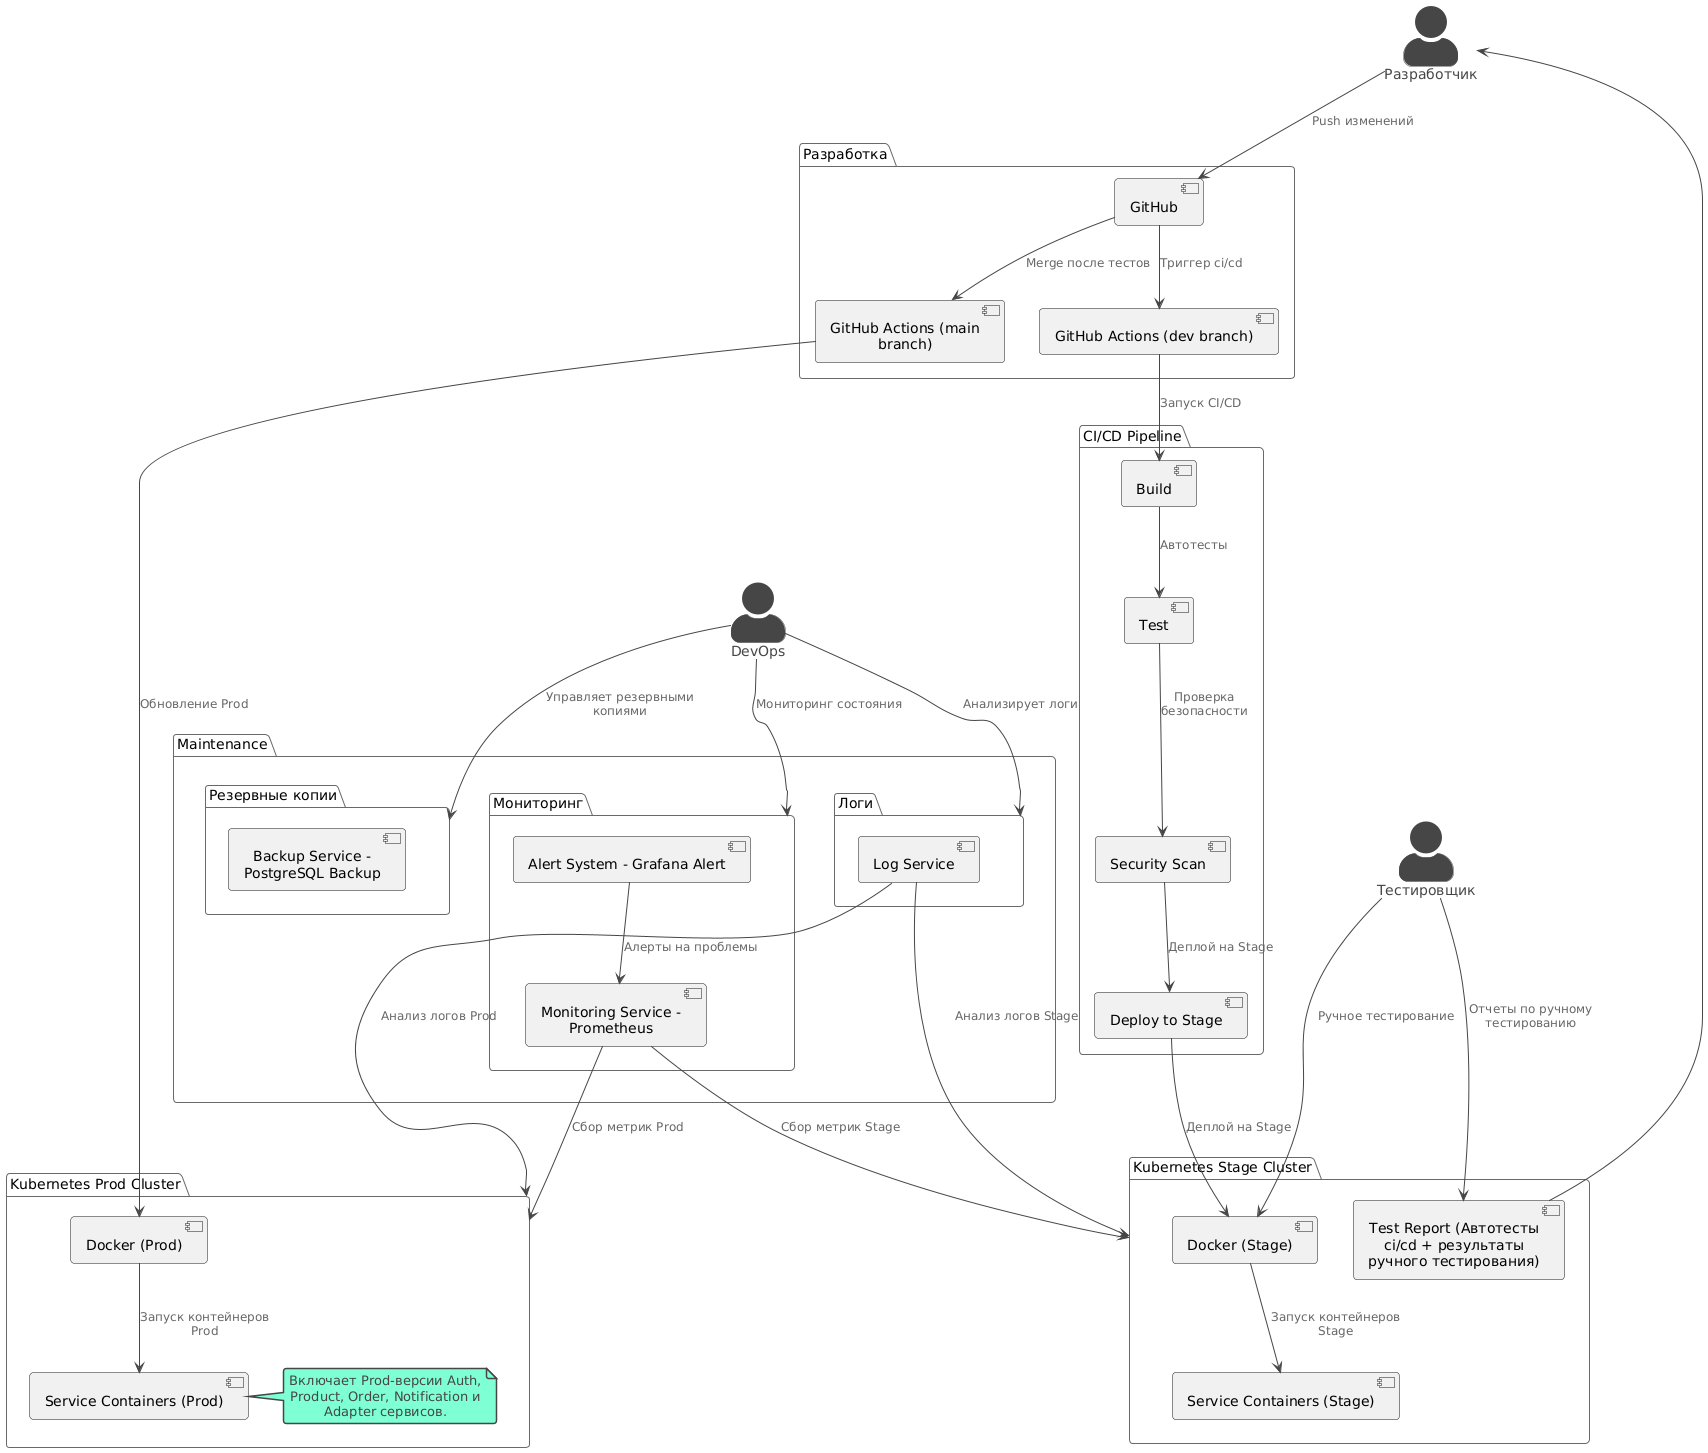 Разработчик
Push изменений
Разработка
GitHub
Merge после тестов
Триггер ci/cd
GitHub Actions (main
branch)
GitHub Actions (dev branch)
Запуск CI/CD
CI/CD Pipeline
Build
Автотесты
Test
DevOps
Обновление Prod
Управляет резервными
копиями
Мониторинг состояния
Анализирует логи
Проверка
безопасности
Maintenance
Резервные копии
Мониторинг
Логи
Backup Service -
PostgreSQL Backup
Alert System - Grafana Alert
Log Service
Security Scan
Тестировщик
Алерты на проблемы
Деплой на Stage
Monitoring Service -
Prometheus
Анализ логов Prod
Анализ логов Stage
Deploy to Stage
Ручное тестирование
Отчеты по ручному
тестированию
Сбор метрик Prod
Сбор метрик Stage
Деплой на Stage
Kubernetes Prod Cluster
Kubernetes Stage Cluster
Docker (Prod)
Docker (Stage)
Test Report (Автотесты
ci/cd + результаты
ручного тестирования)
Запуск контейнеров
Prod
Запуск контейнеров
Stage
Service Containers (Prod)
Включает Prod-версии Auth,
Product, Order, Notification и
Adapter сервисов.
Service Containers (Stage)